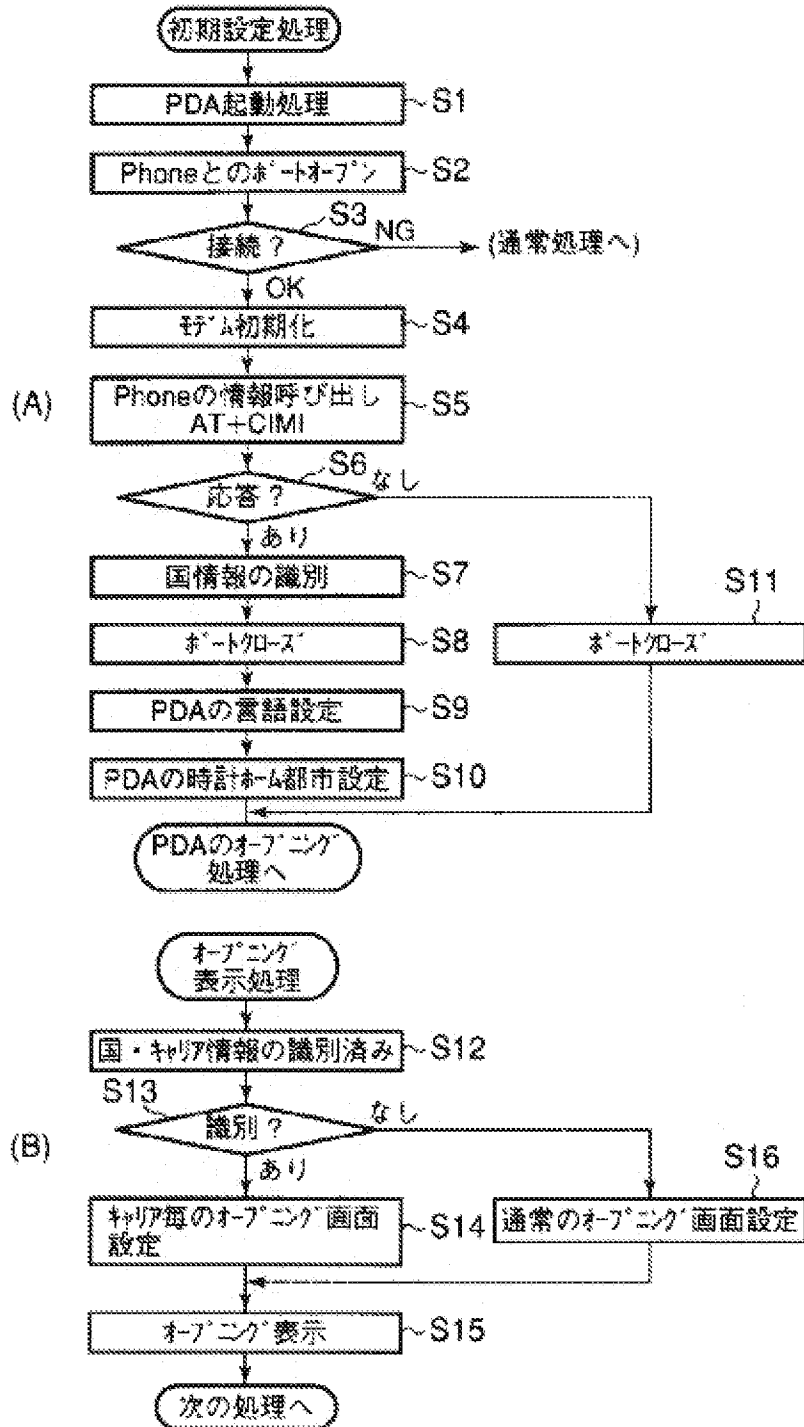 初期設定処理
PDA起動処理
S1
Phoneとのポートオープン
S2
S3
接続？
NG
(通常処理へ)
OK
モデム初期化
S4
(A)
Phoneの情報呼び出し
AT+CIMI
S5
S6
応答？
なし
あり
国情報の識別
S7
S11
ポートクローズ
S8
ポートクローズ
PDAの言語設定
S9
PDAの時計ホーム都市設定
S10
PDAのオープニング
処理へ
オープニング
表示処理
国・キャリア情報の識別済み
S12
S13
識別？
なし
(B)
あり
S16
キャリア毎のオープニング画面
設定
S14
通常のオープニング画面設定
オープニング表示
S15
次の処理へ